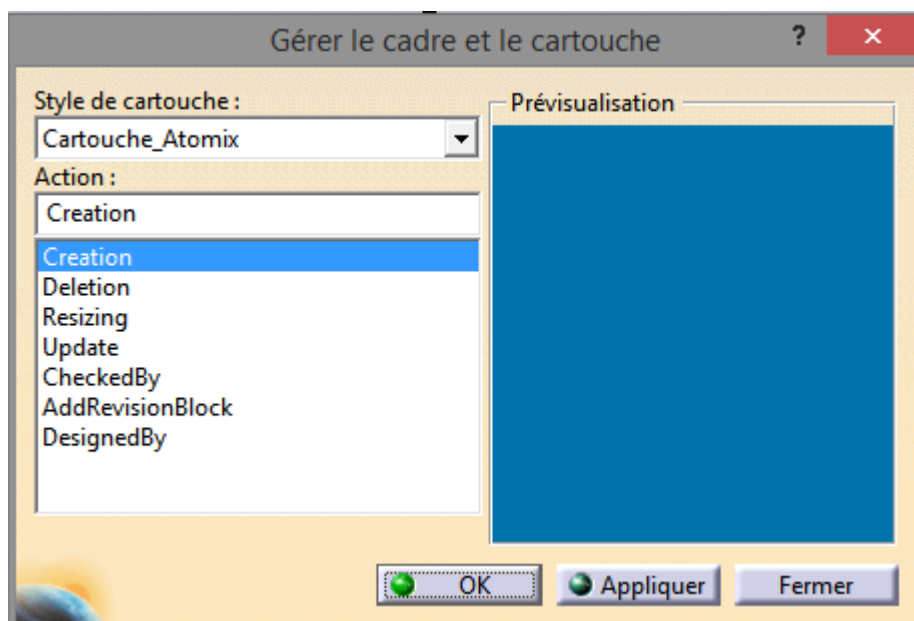 Gérer le cadre et le cartouche ?
Style de cartouche :
Cartouche_Atomix
Action :
Creation
Creation
Deletion
Resizing
Update
CheckedBy
AddRevisionBlock
DesignedBy
Prévisualisation
OK Appliquer Fermer